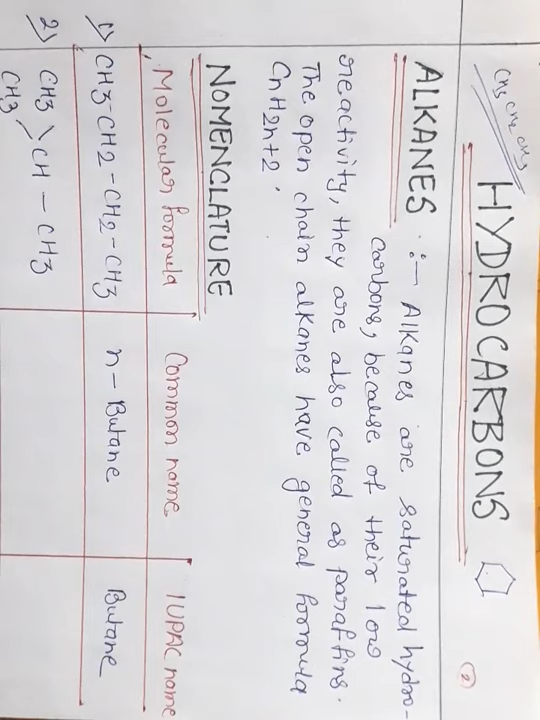 CH3 CH2 CH3
HYDROCARBONS
2
ALKANES :- Alkanes are saturated hydro-
carbons, because of their low
reactivity, they are also called as paraffins.
The open chain alkanes have general formula
CnH2n+2.
NOMENCLATURE
Molecular formula Common name IUPAC name
1) CH3-CH2-CH2-CH3 n-Butane Butane
2) CH3
CH - CH3
CH3